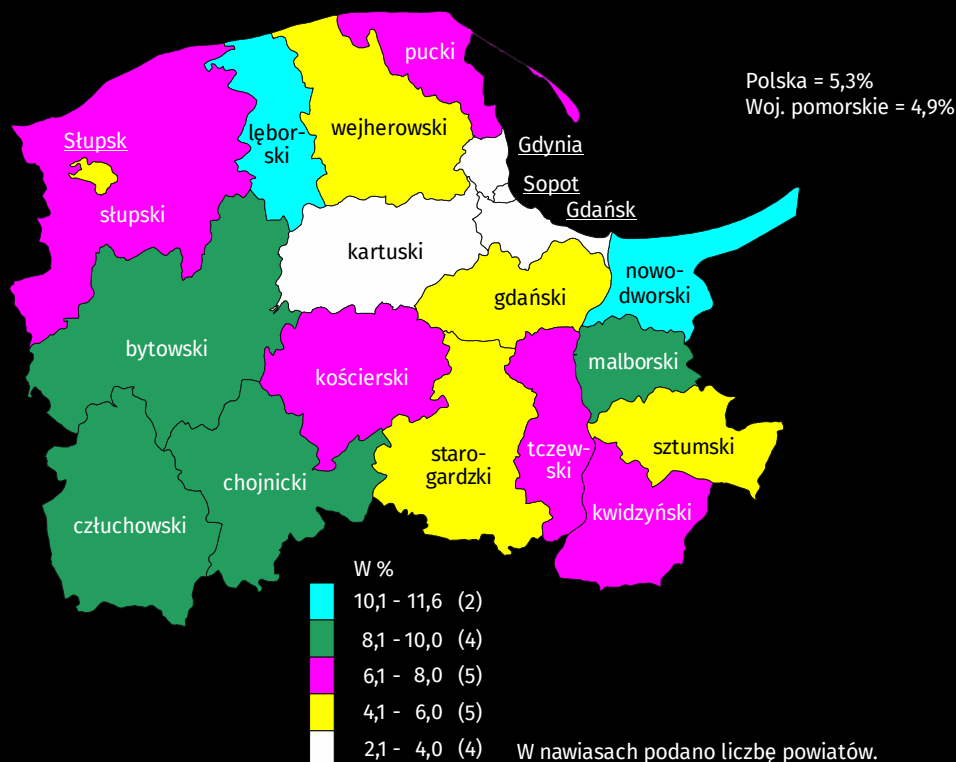 pucki
Polska = 5,3%
Woj. pomorskie = 4,9%
lębor-
ski
wejherowski
Słupsk
Gdynia
Sopot
Gdańsk
słupski
kartuski
nowo-
dworski
gdański
bytowski
malborski
kościerski
staro-
gardzki
tczew-
ski
sztumski
chojnicki
człuchowski
kwidzyński
W %
10,1 - 11,6 (2)
8,1 - 10,0 (4)
6,1 - 8,0 (5)
4,1 - 6,0 (5)
2,1 - 4,0 (4)
W nawiasach podano liczbę powiatów.